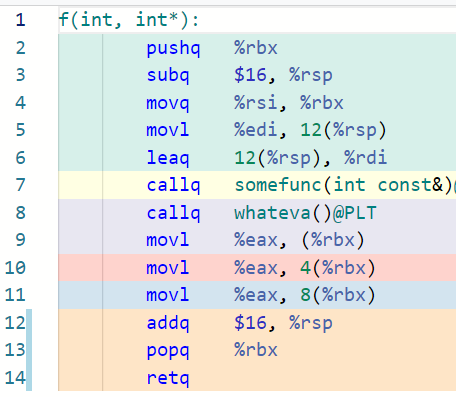 1 f(int, int*):
2 pushq %rbx
3 subq $16, %rsp
4 movq %rsi, %rbx
5 movl %edi, 12(%rsp)
6 leaq 12(%rsp), %rdi
7 callq somefunc(int const&)@
8 callq whateva()@PLT
9 movl %eax, (%rbx)
10 movl %eax, 4(%rbx)
11 movl %eax, 8(%rbx)
12 addq $16, %rsp
13 popq %rbx
14 retq